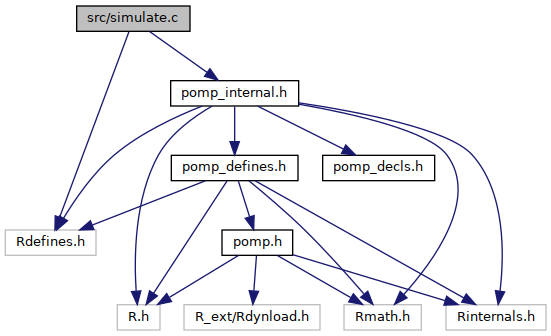 src/simulate.c
pomp_internal.h
pomp_defines.h
pomp_decls.h
Rdefines.h
pomp.h
R.h
R_ext/Rdynload.h
Rmath.h
Rinternals.h